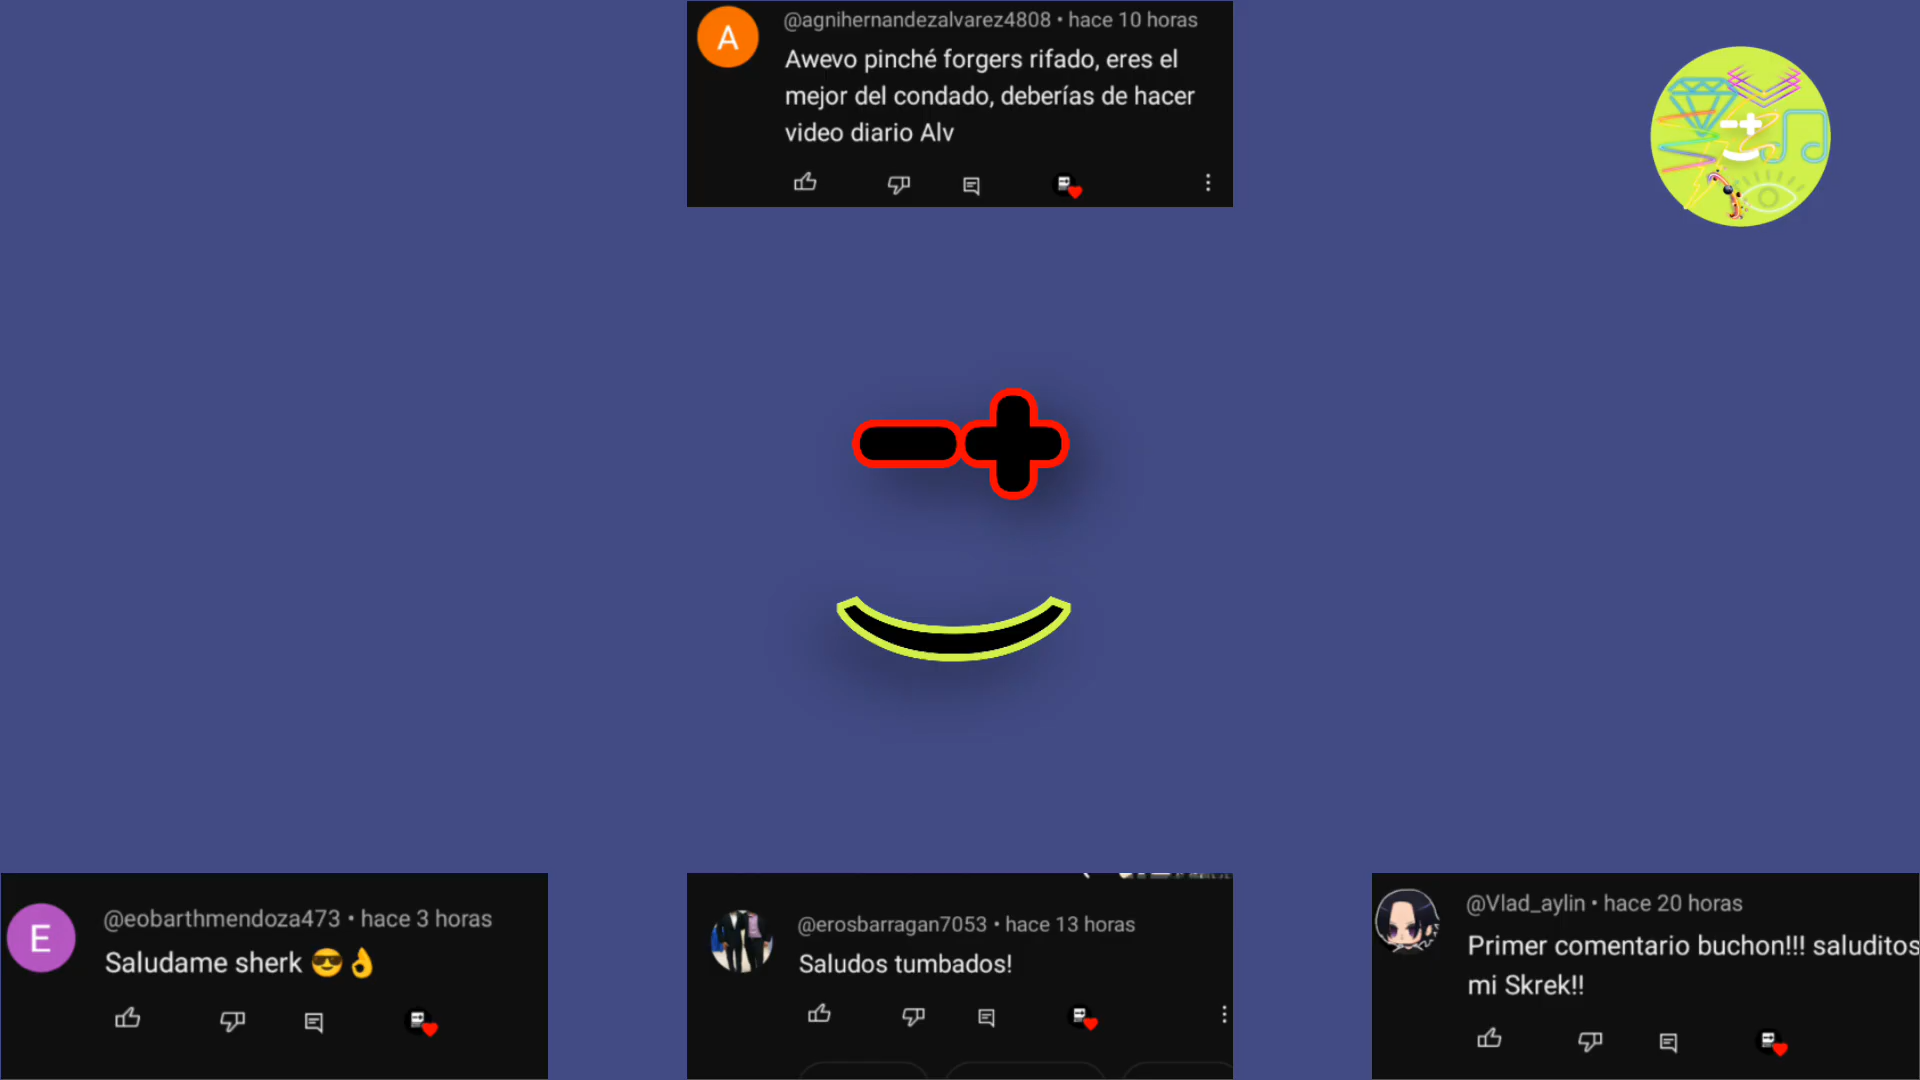 @agnihernandezalvarez4808 • hace 10 horas
Awevo pinché forgers rifado, eres el
mejor del condado, deberías de hacer
video diario Alv
@eobarthmendoza473 • hace 3 horas
Saludame sherk 😎👌
@erosbarragan7053 • hace 13 horas
Saludos tumbados!
@Vlad_aylin • hace 20 horas
Primer comentario buchon!!! saluditos
mi Skrek!!